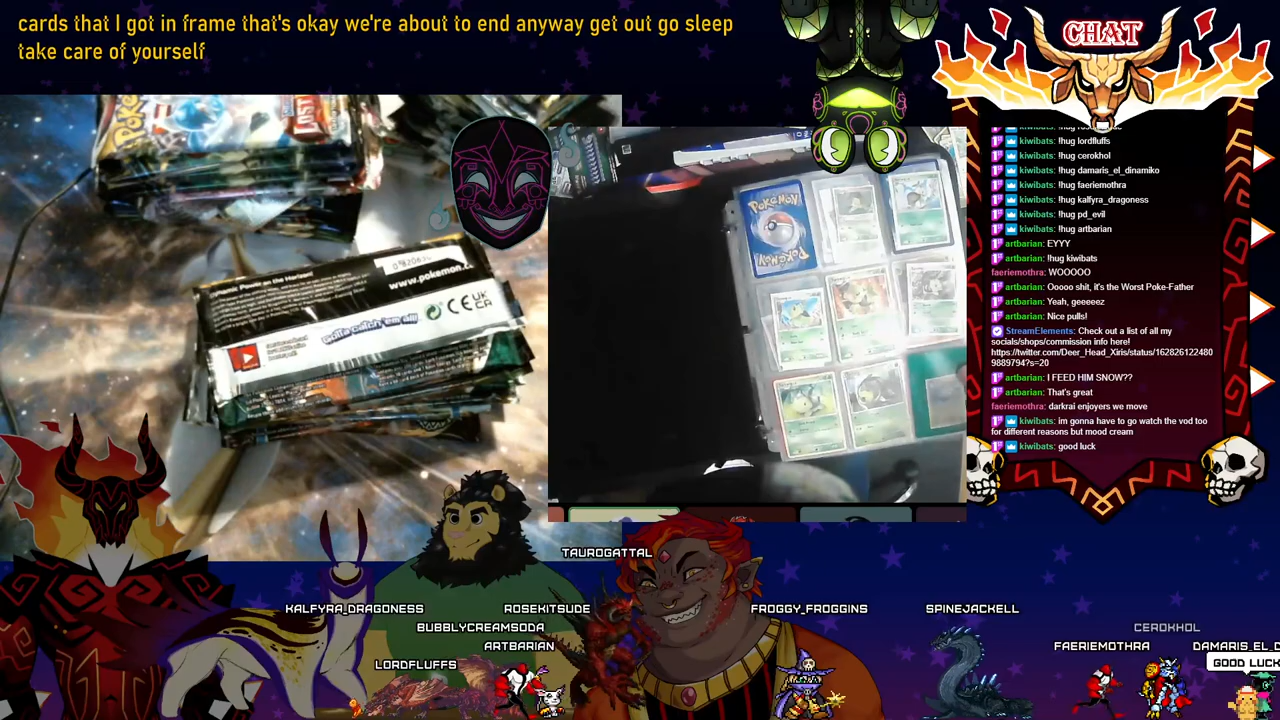 cards that I got in frame that's okay we're about to end anyway get out go sleep
take care of yourself
CHAT
kiwibats: !hug lordfluffs
kiwibats: !hug cerokhol
kiwibats: !hug damaris_el_dinamiko
kiwibats: !hug faeriemothra
kiwibats: !hug kalfyra_dragoness
kiwibats: !hug pd_evil
kiwibats: !hug artbarian
artbarian: EYYY
artbarian: !hug kiwibats
faeriemothra: WOOOOO
artbarian: Ooooo shit, it's the Worst Poke-Father
artbarian: Yeah, geeeeez
artbarian: Nice pulls!
StreamElements: Check out a list of all my
socials/shops/commission info here!
https://twitter.com/Deer_Head_Xiris/status/162826122480
9889794?s=20
artbarian: I FEED HIM SNOW??
artbarian: That's great
faeriemothra: darkrai enjoyers we move
kiwibats: im gonna have to go watch the vod too
for different reasons but mood cream
kiwibats: good luck
LOST
www.pokemon.c
gotta catch 'em all!
CE
UK
CA
POKéMON
POKéMON
TAUROGATTAL
KALFYRA_DRAGONESS
ROSEKITSUDE
FROGGY_FROGGINS
SPINEJACKELL
BUBBLYCREAMSODA
CEROKHOL
ARTBARIAN
FAERIEMOTHRA
DAMARIS_EL_D
LORDFLUFFS
GOOD LUCK